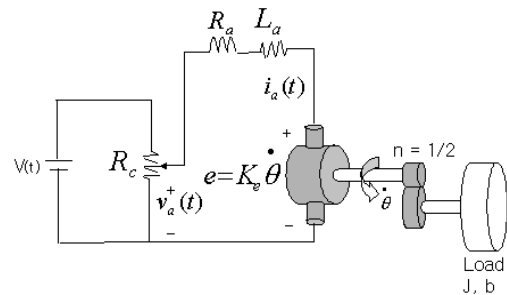 R_a L_a
i_a(t)
V(t)
R_c
v_a^+(t)
−
+
e = K_e θ̇
−
n = 1/2
θ̇
Load
J, b